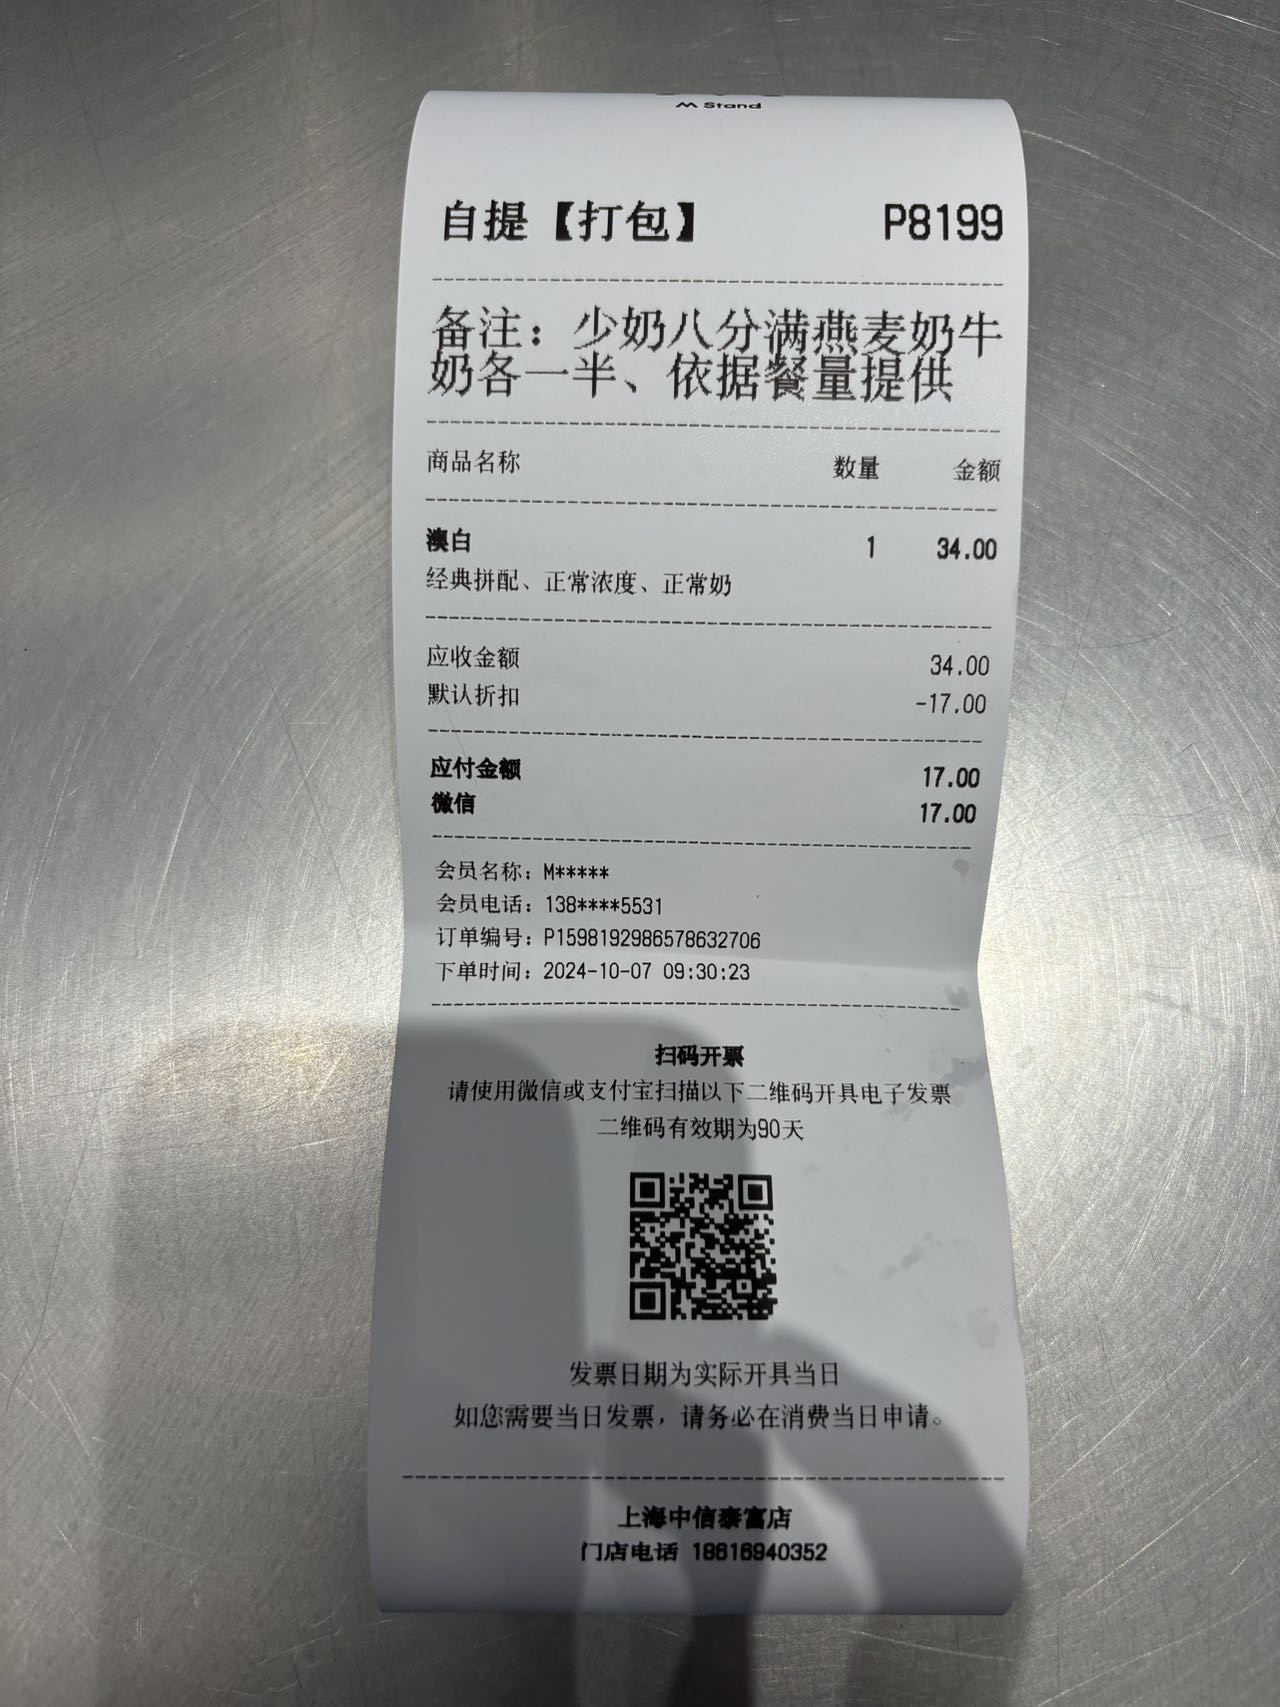 M Stand
自提【打包】 P8199
备注：少奶八分满燕麦奶牛
奶各一半、依据餐量提供
商品名称 数量 金额
澳白 1 34.00
经典拼配、正常浓度、正常奶
应收金额 34.00
默认折扣 -17.00
应付金额 17.00
微信 17.00
会员名称：M*****
会员电话：138****5531
订单编号：P1598192986578632706
下单时间：2024-10-07 09:30:23
扫码开票
请使用微信或支付宝扫描以下二维码开具电子发票
二维码有效期为90天
发票日期为实际开具当日
如您需要当日发票，请务必在消费当日申请。
上海中信泰富店
门店电话 18616940352